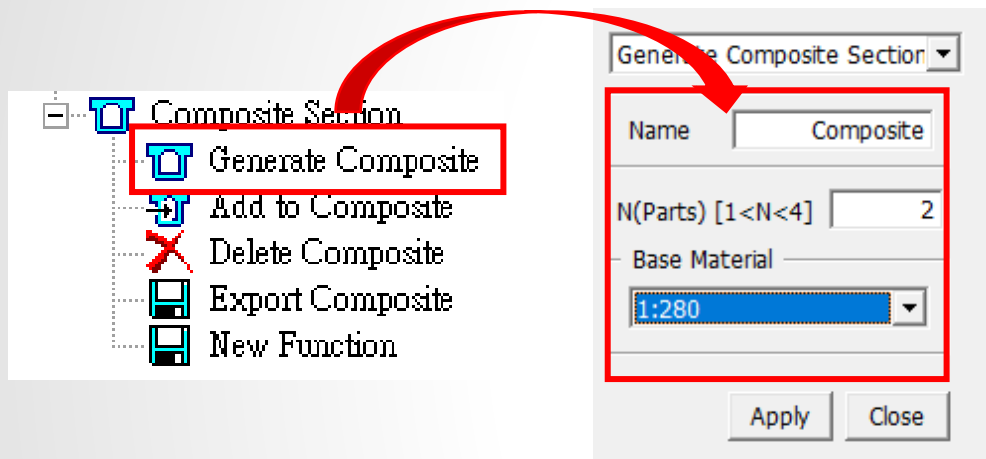 Composite Section
Generate Composite
Add to Composite
Delete Composite
Export Composite
New Function
Generate Composite Section
Name Composite
N(Parts) [1<N<4] 2
Base Material
1:280
Apply Close